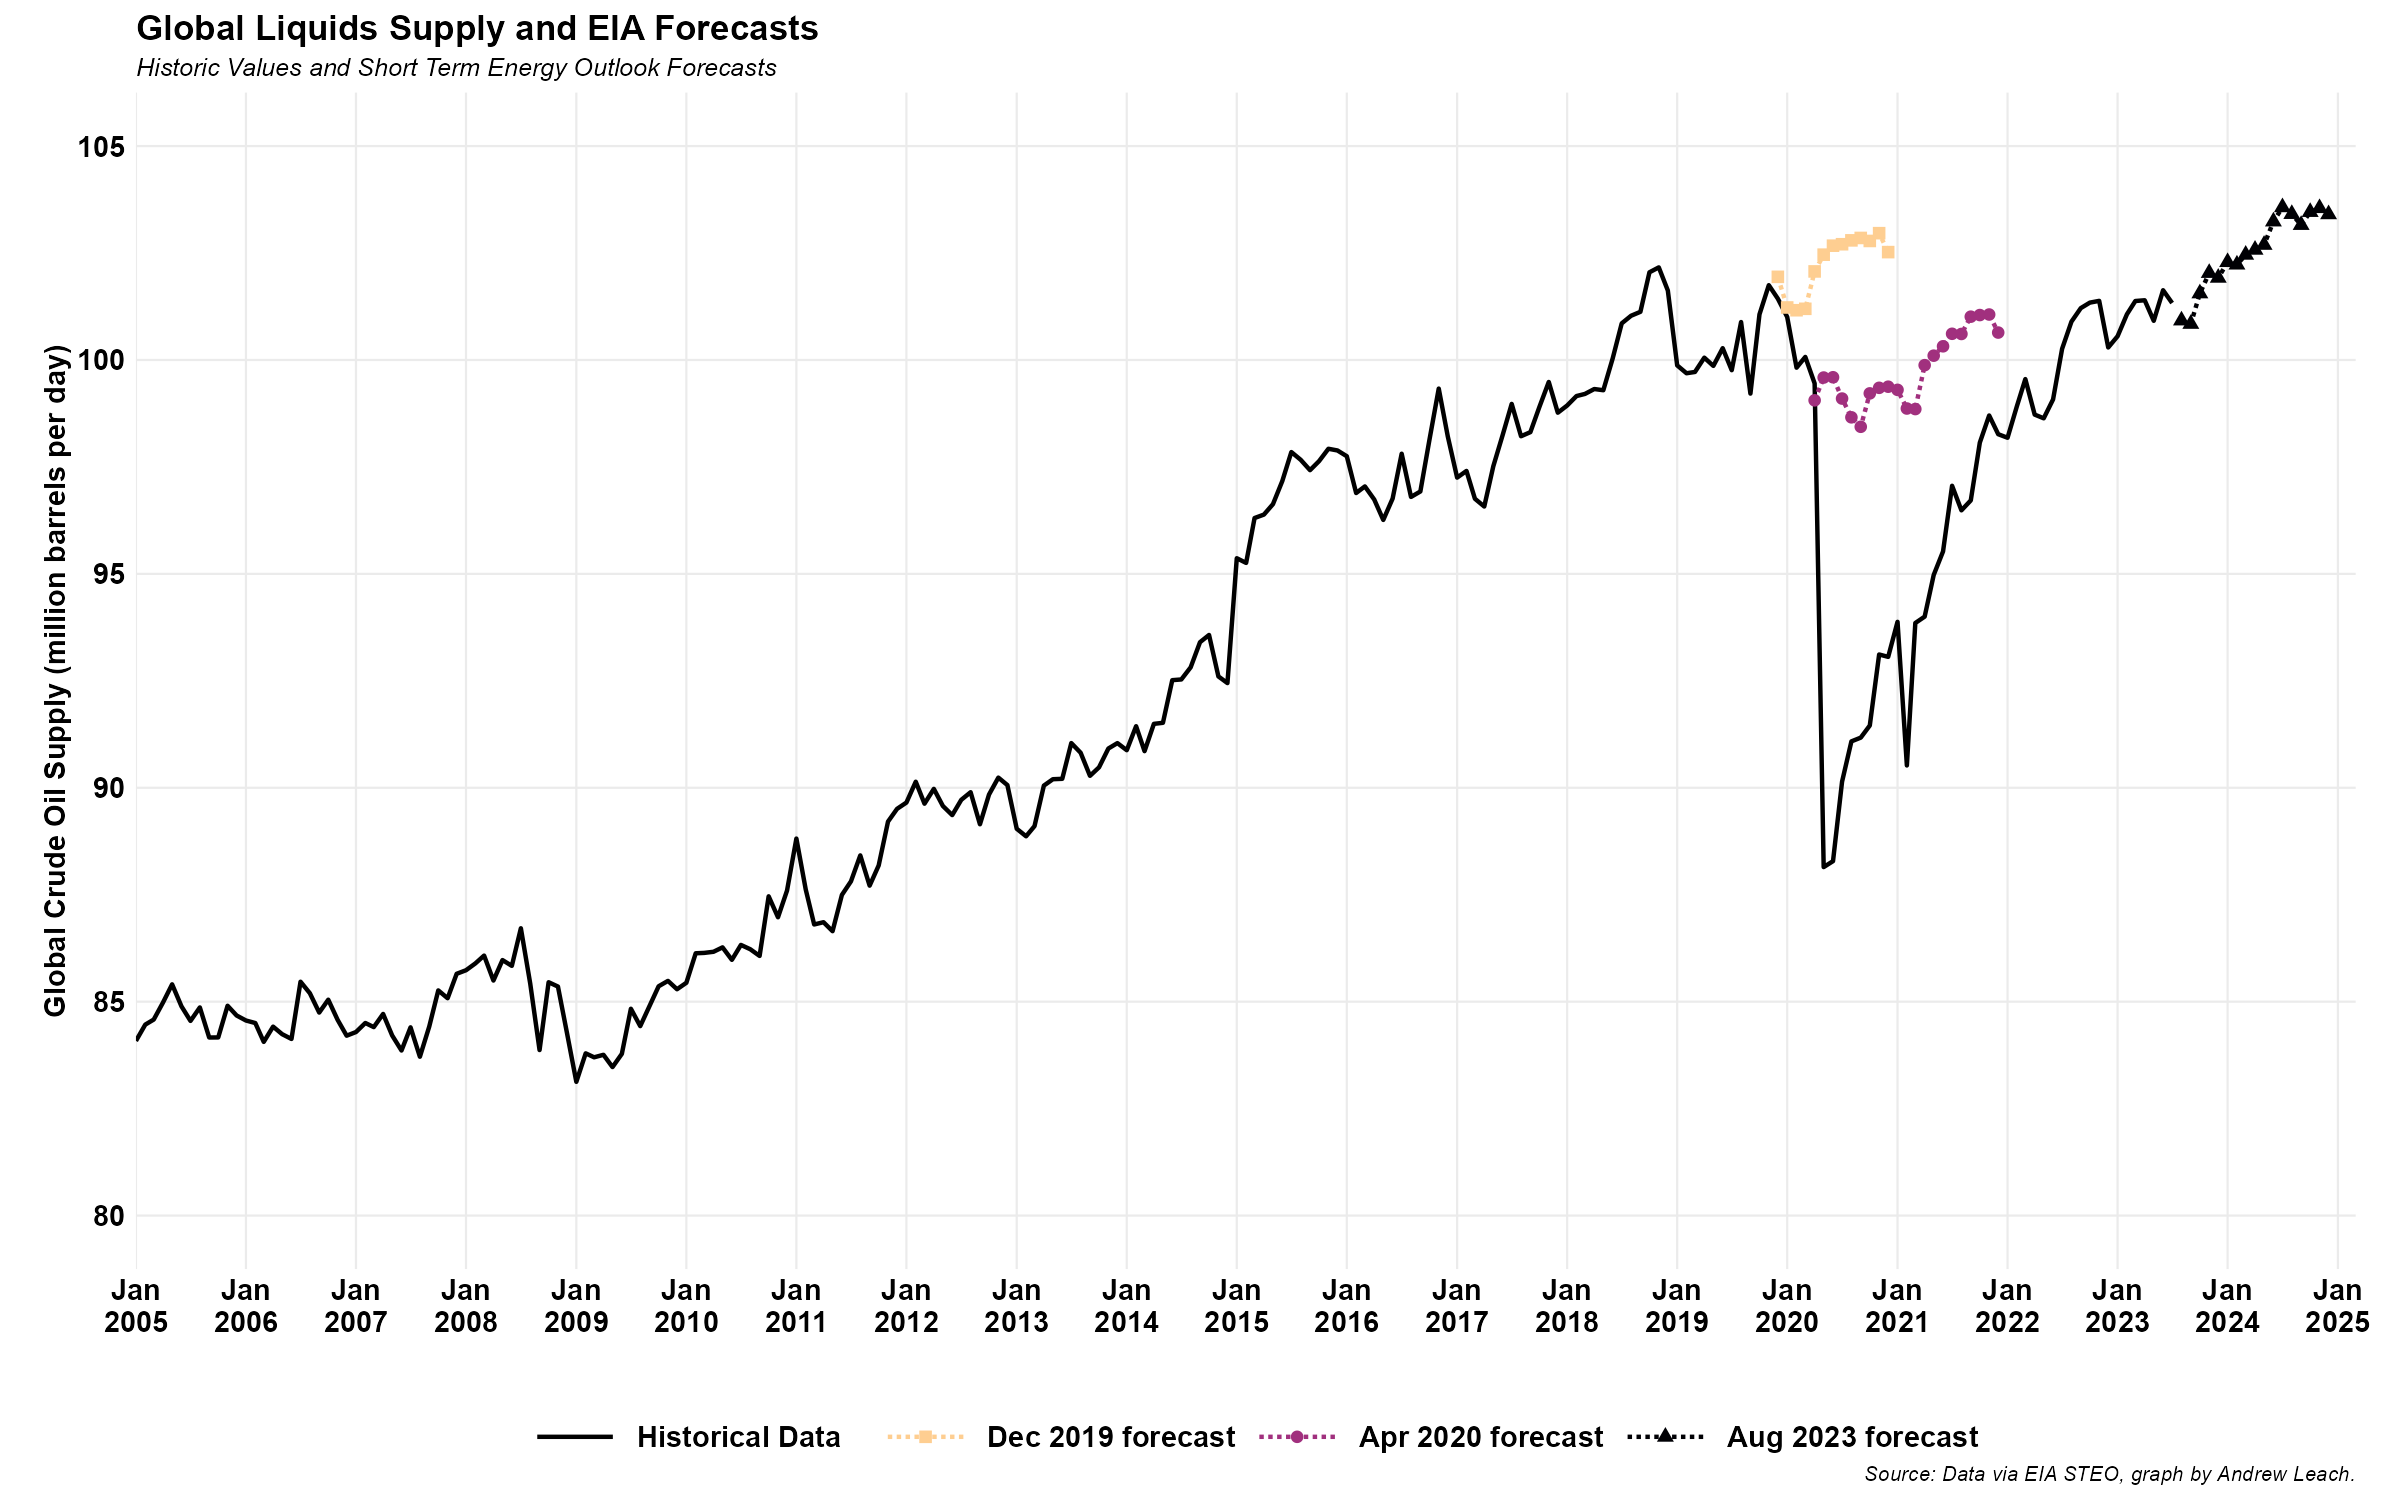 Global Liquids Supply and EIA Forecasts
Historic Values and Short Term Energy Outlook Forecasts
Global Crude Oil Supply (million barrels per day)
105
100
95
90
85
80
Jan 2005
Jan 2006
Jan 2007
Jan 2008
Jan 2009
Jan 2010
Jan 2011
Jan 2012
Jan 2013
Jan 2014
Jan 2015
Jan 2016
Jan 2017
Jan 2018
Jan 2019
Jan 2020
Jan 2021
Jan 2022
Jan 2023
Jan 2024
Jan 2025
Historical Data
Dec 2019 forecast
Apr 2020 forecast
Aug 2023 forecast
Source: Data via EIA STEO, graph by Andrew Leach.